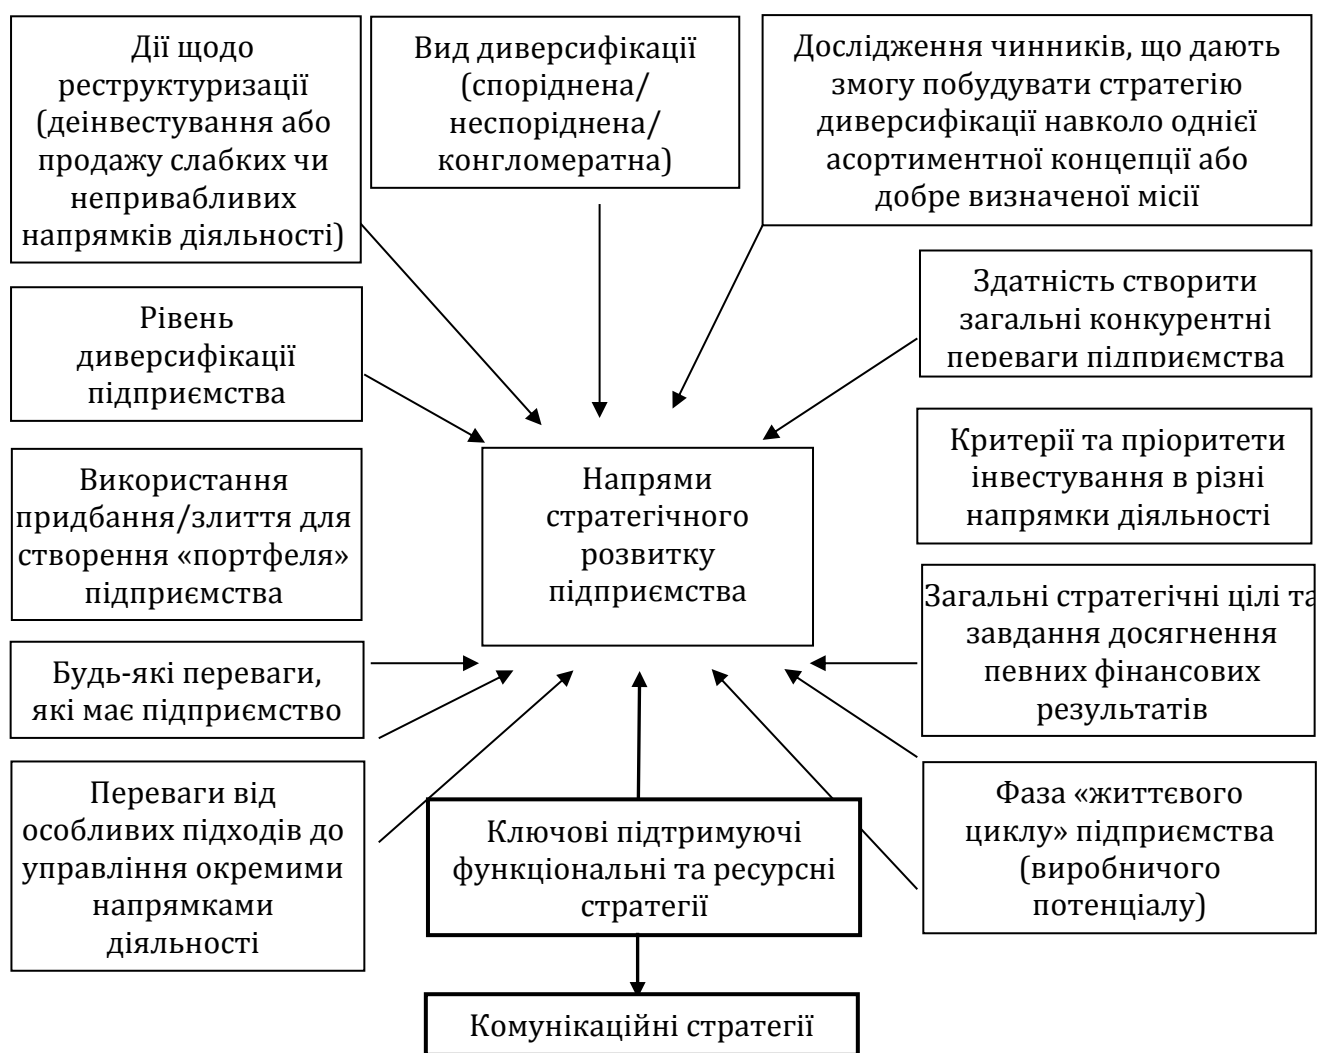 Дії щодо
реструктуризації
(деінвестування або
продажу слабких чи
непривабливих
напрямків діяльності)
Вид диверсифікації
(споріднена/
неспоріднена/
конгломератна)
Дослідження чинників, що дають
змогу побудувати стратегію
диверсифікації навколо однієї
асортиментної концепції або
добре визначеної місії
Здатність створити
загальні конкурентні
переваги підприємства
Рівень
диверсифікації
підприємства
Критерії та пріоритети
інвестування в різні
напрямки діяльності
Використання
придбання/злиття для
створення «портфеля»
підприємства
Напрями
стратегічного
розвитку
підприємства
Загальні стратегічні цілі та
завдання досягнення
певних фінансових
результатів
Будь-які переваги,
які має підприємство
Переваги від
особливих підходів до
управління окремими
напрямками
діяльності
Ключові підтримуючі
функціональні та ресурсні
стратегії
Фаза «життєвого
циклу» підприємства
(виробничого
потенціалу)
Комунікаційні стратегії